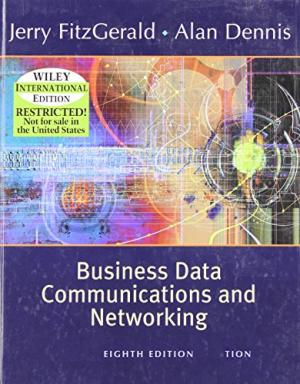 Jerry FitzGerald • Alan Dennis
WILEY
INTERNATIONAL
EDITION
RESTRICTED!
Not for sale in
the United States
Business Data
Communications and
Networking
EIGHTH EDITION TION